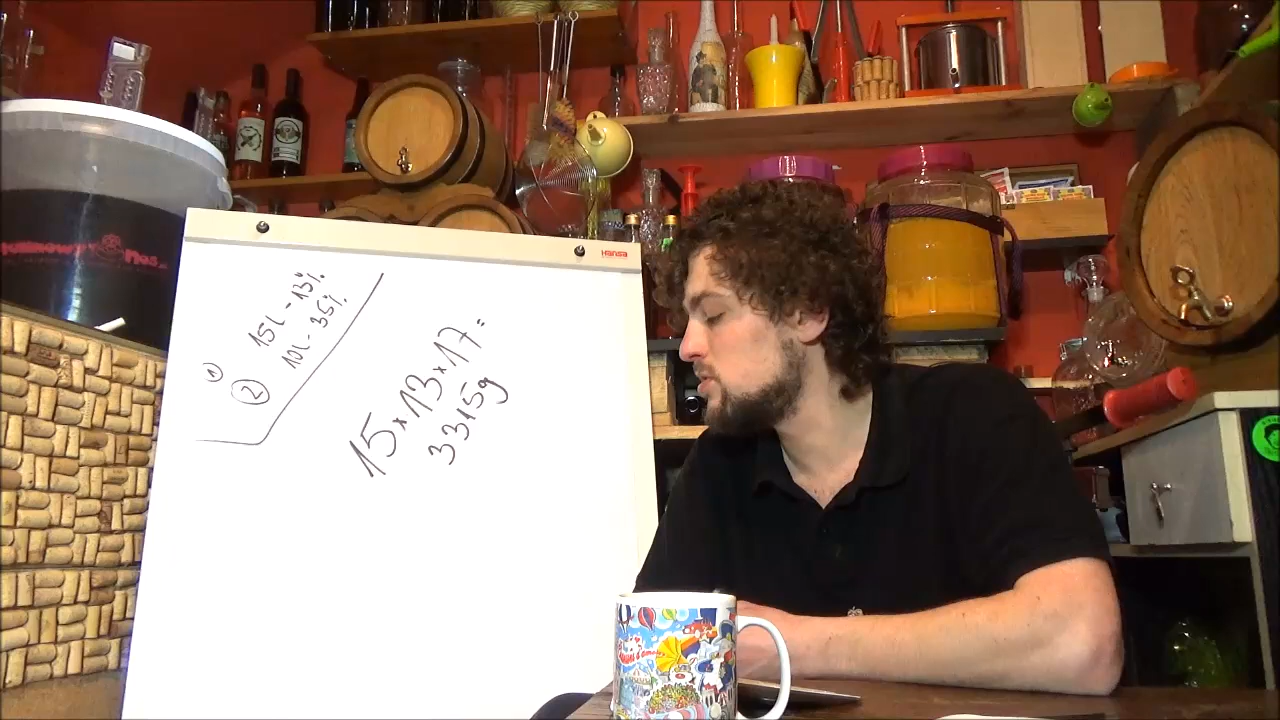 Hansa
① 15l - 13%
② 10l - 35%
15 x 13 x 17 =
3315g